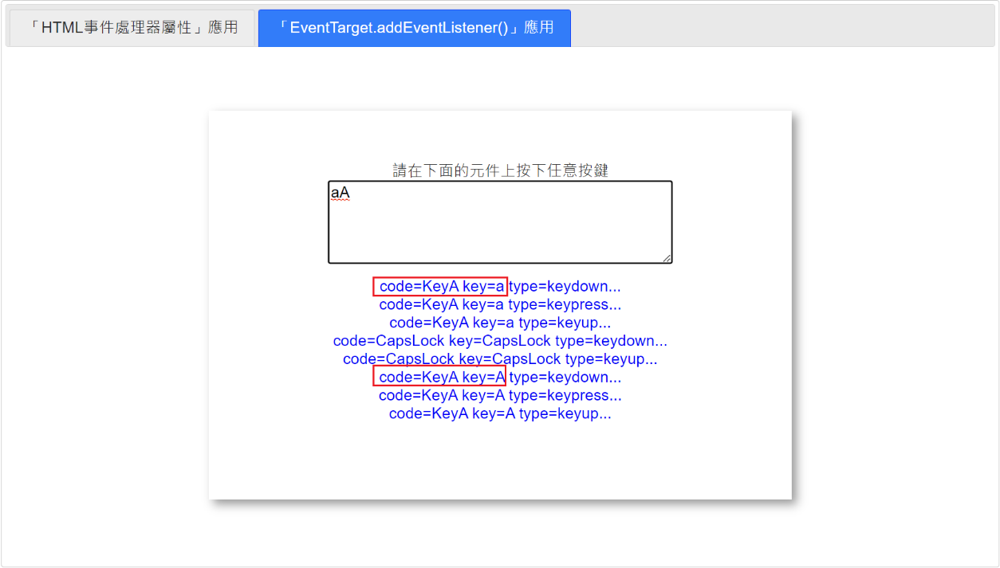 「HTML事件處理器屬性」應用
「EventTarget.addEventListener()」應用
請在下面的元件上按下任意按鍵
aA
code=KeyA key=a type=keydown...
code=KeyA key=a type=keypress...
code=KeyA key=a type=keyup...
code=CapsLock key=CapsLock type=keydown...
code=CapsLock key=CapsLock type=keyup...
code=KeyA key=A type=keydown...
code=KeyA key=A type=keypress...
code=KeyA key=A type=keyup...